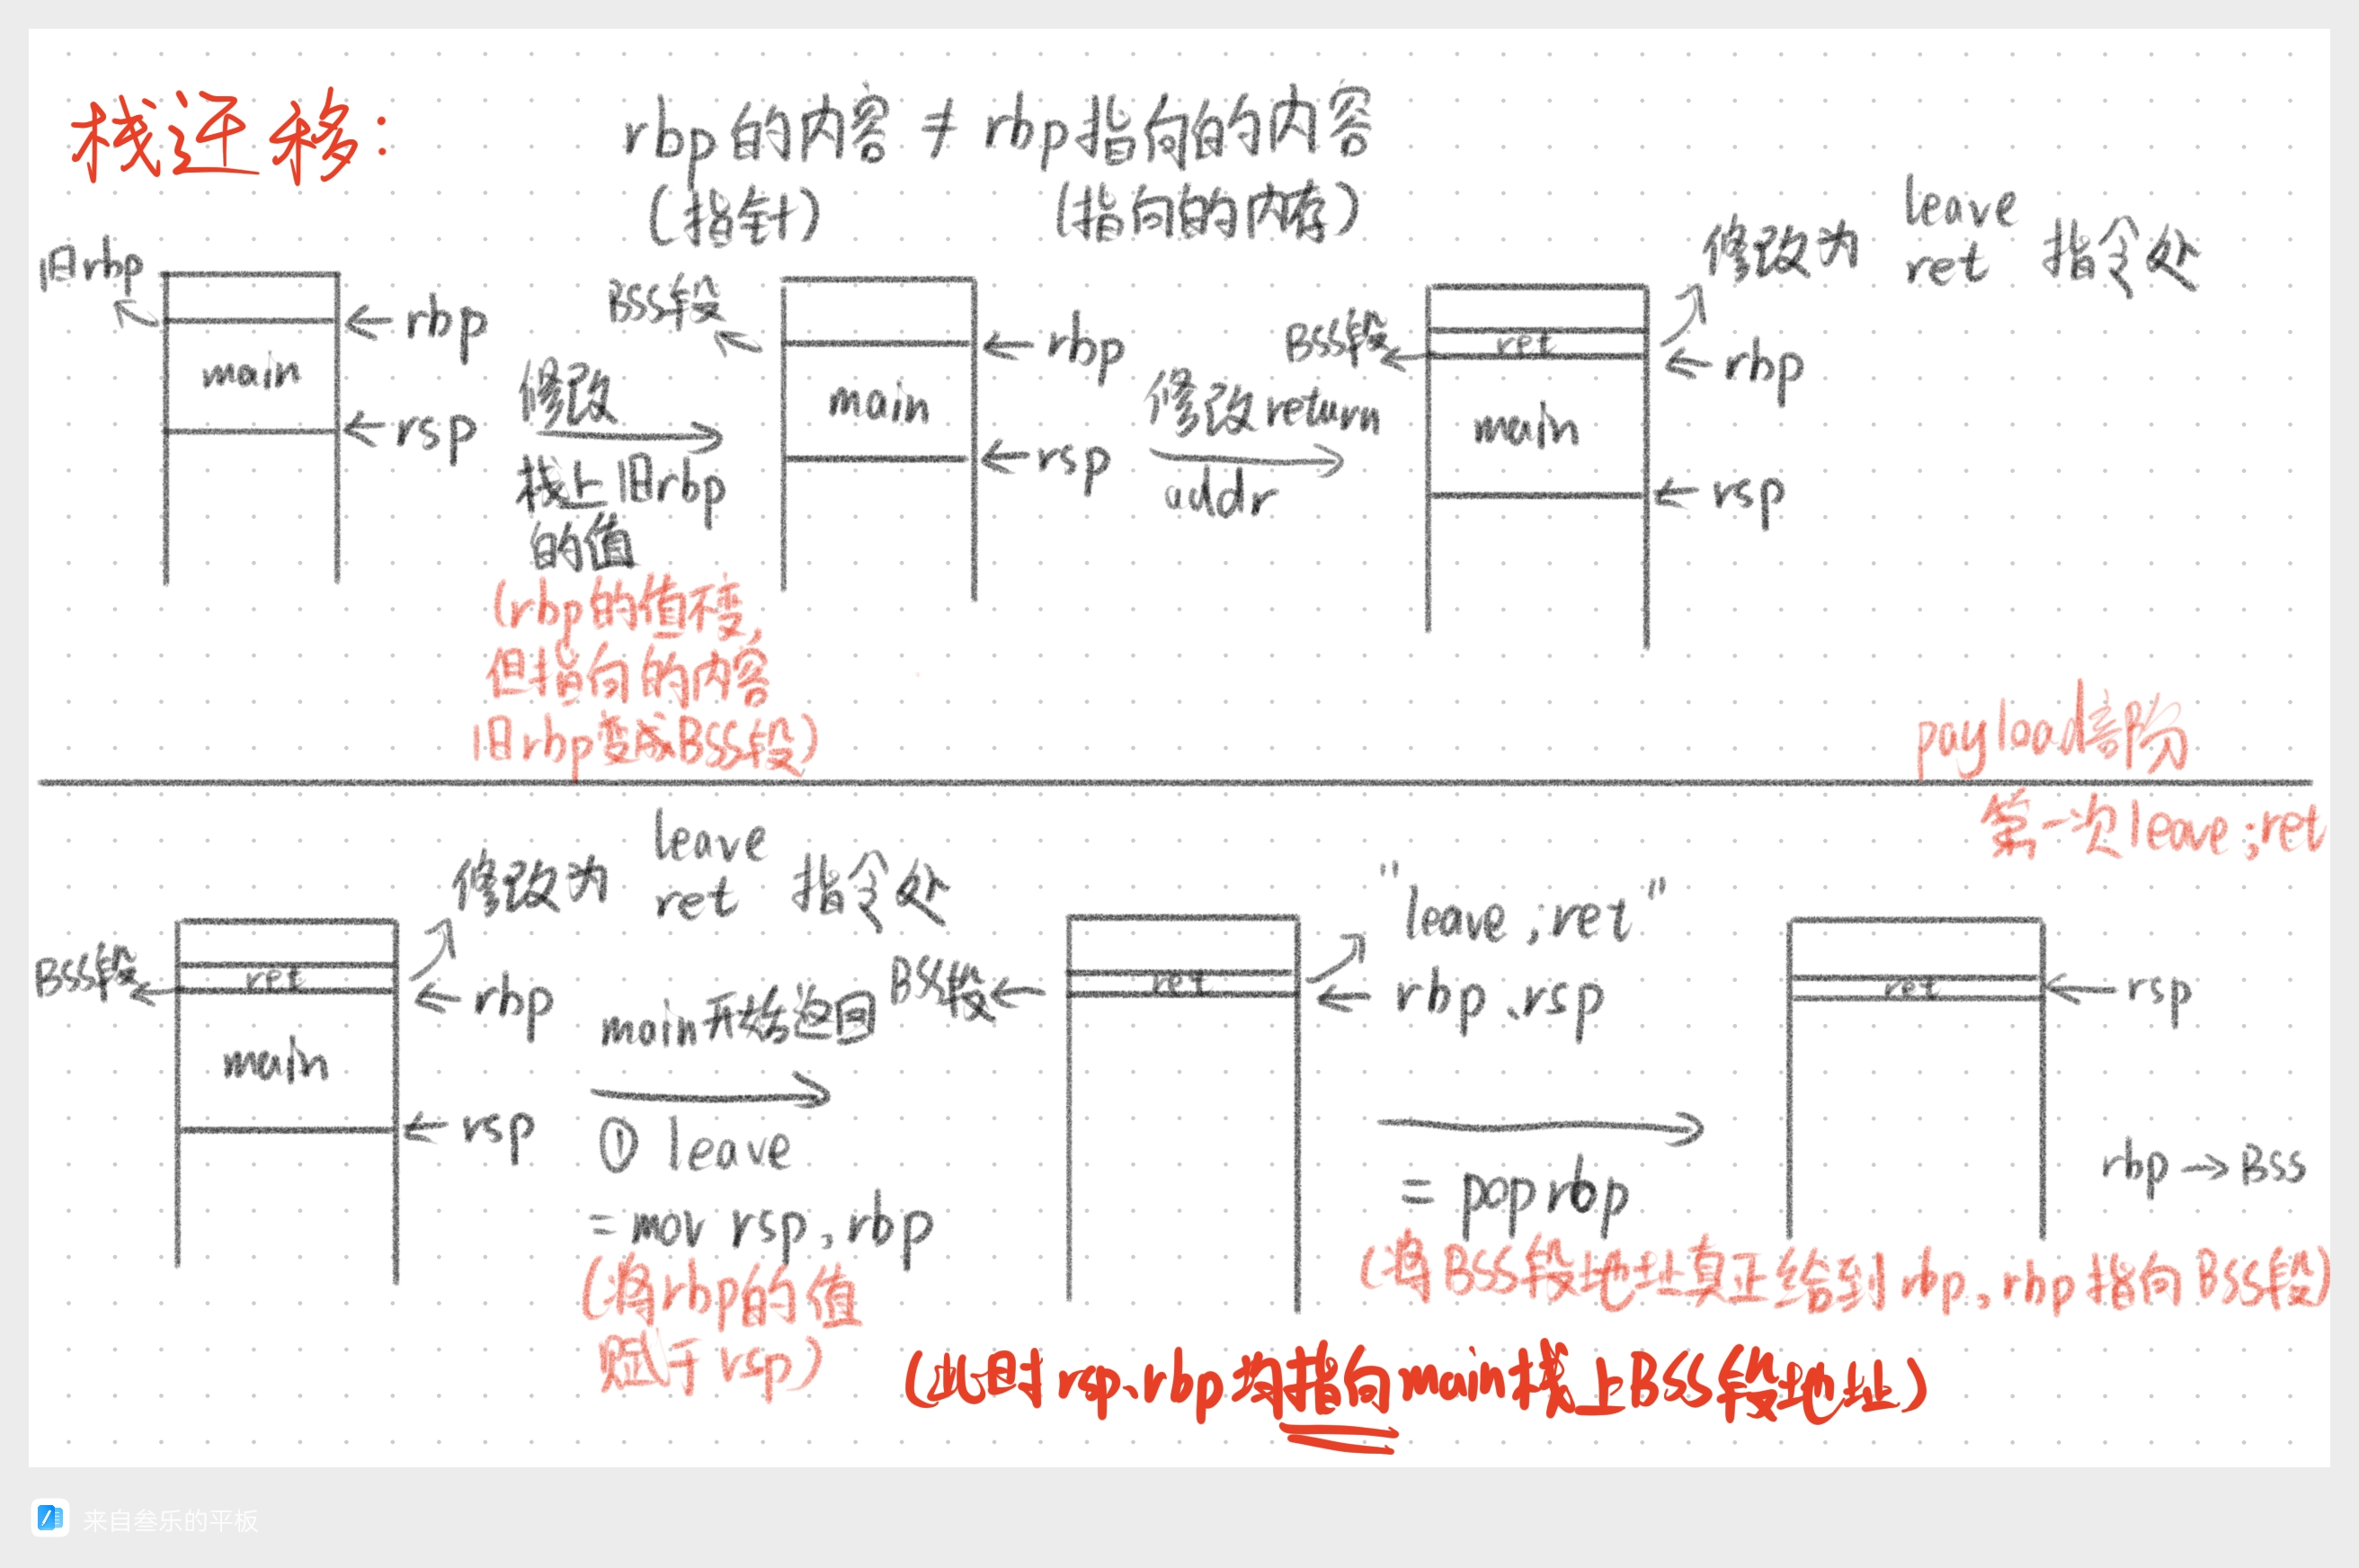 栈迁移:
rbp的内容 ≠ rbp指向的内容
(指针) (指向的内存)
旧rbp
rbp
main
rsp
修改
栈上旧rbp
的值
(rbp的值不变,
但指向的内容
旧rbp变成BSS段)
BSS段
rbp
main
rsp
修改return
addr
修改为 leave
ret 指令处
BSS段
ret
rbp
main
rsp
payload部份
第一次leave;ret
修改为 leave
ret 指令处
BSS段
ret
rbp
main
rsp
main开始返回
① leave
= mov rsp, rbp
(将rbp的值
赋于rsp)
"leave;ret"
BSS段
ret
rbp、rsp
= pop rbp
(将BSS段地址真正给到rbp,rbp指向BSS段)
ret
rsp
rbp → BSS
(此时rsp、rbp均指向main栈上BSS段地址)
来自叁乐的平板